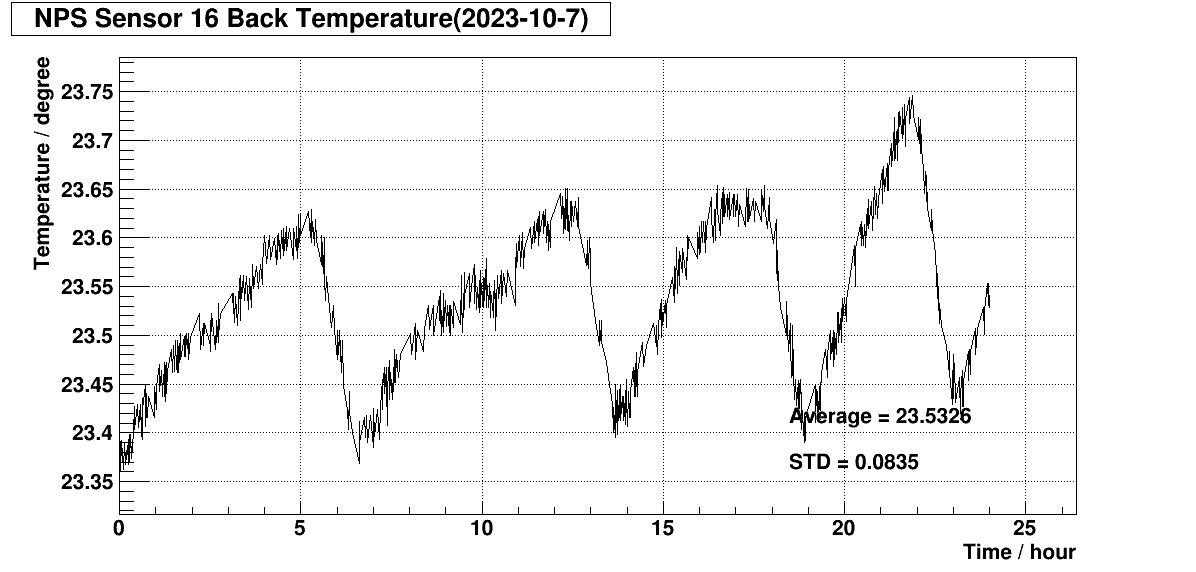 NPS Sensor 16 Back Temperature(2023-10-7)
Temperature / degree
23.75
23.7
23.65
23.6
23.55
23.5
23.45
23.4
23.35
Average = 23.5326
STD = 0.0835
0 5 10 15 20 25
Time / hour